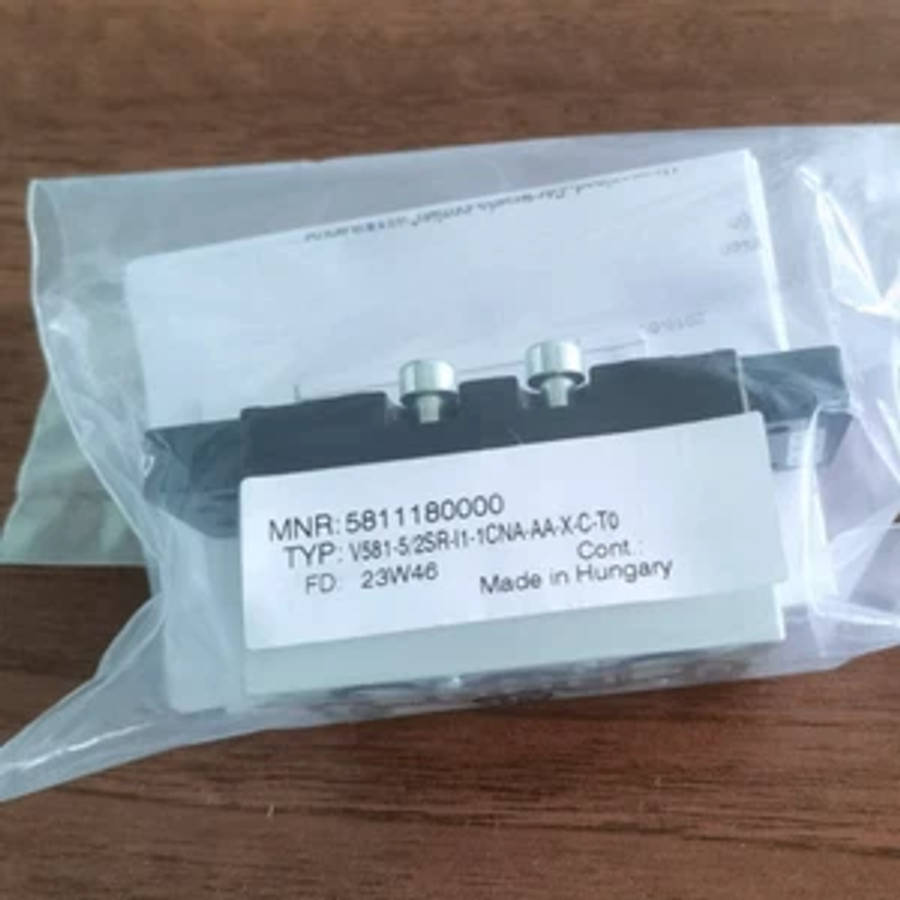 MNR: 5811180000
TYP: V581-5/2SR-I1-1CNA-AA-X-C-T0
Cont.:
FD: 23W46
Made in Hungary